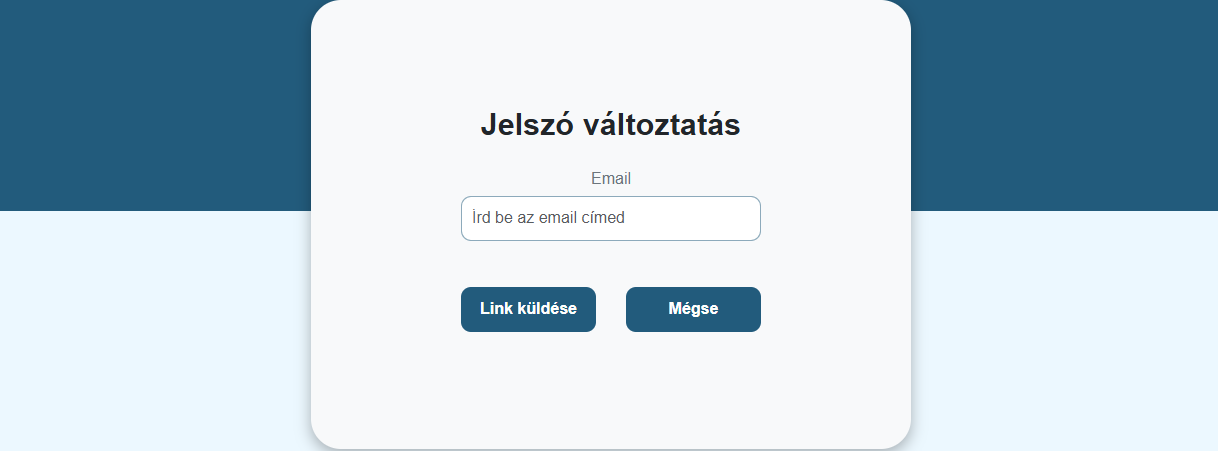 Jelszó változtatás
Email
Írd be az email címed
Link küldése
Mégse